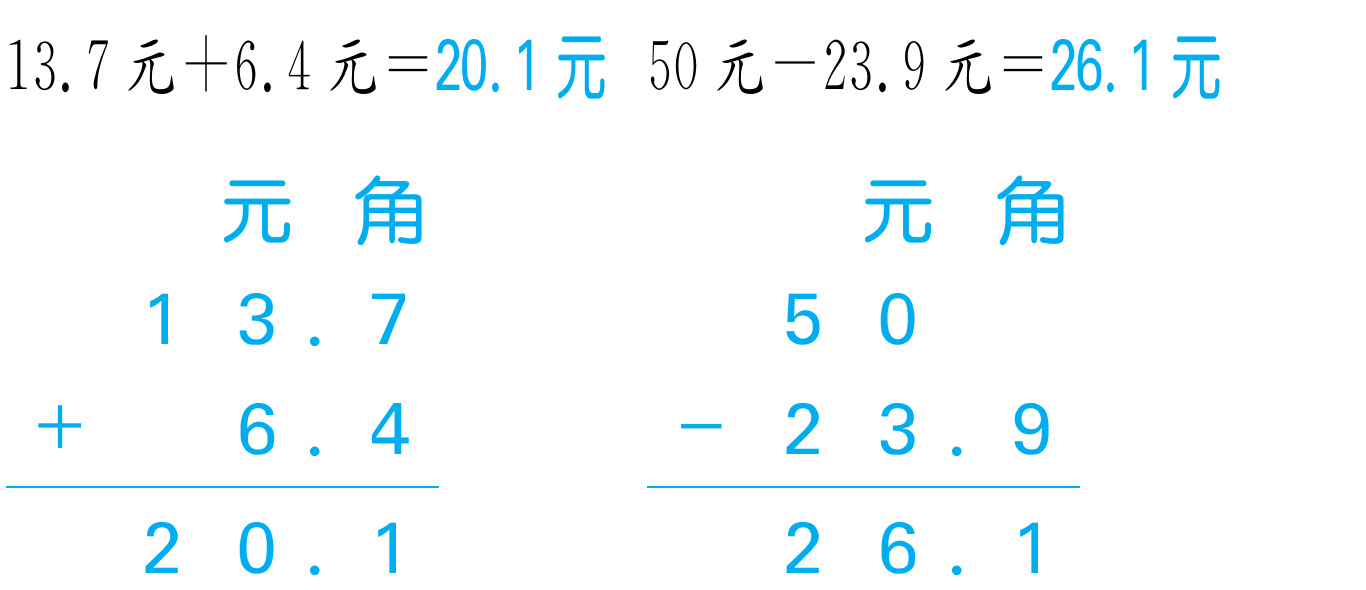 13.7元+6.4元=20.1元 50元-23.9元=26.1元
元 角 元 角
1 3 . 7 5 0
+ 6 . 4 - 2 3 . 9
2 0 . 1 2 6 . 1